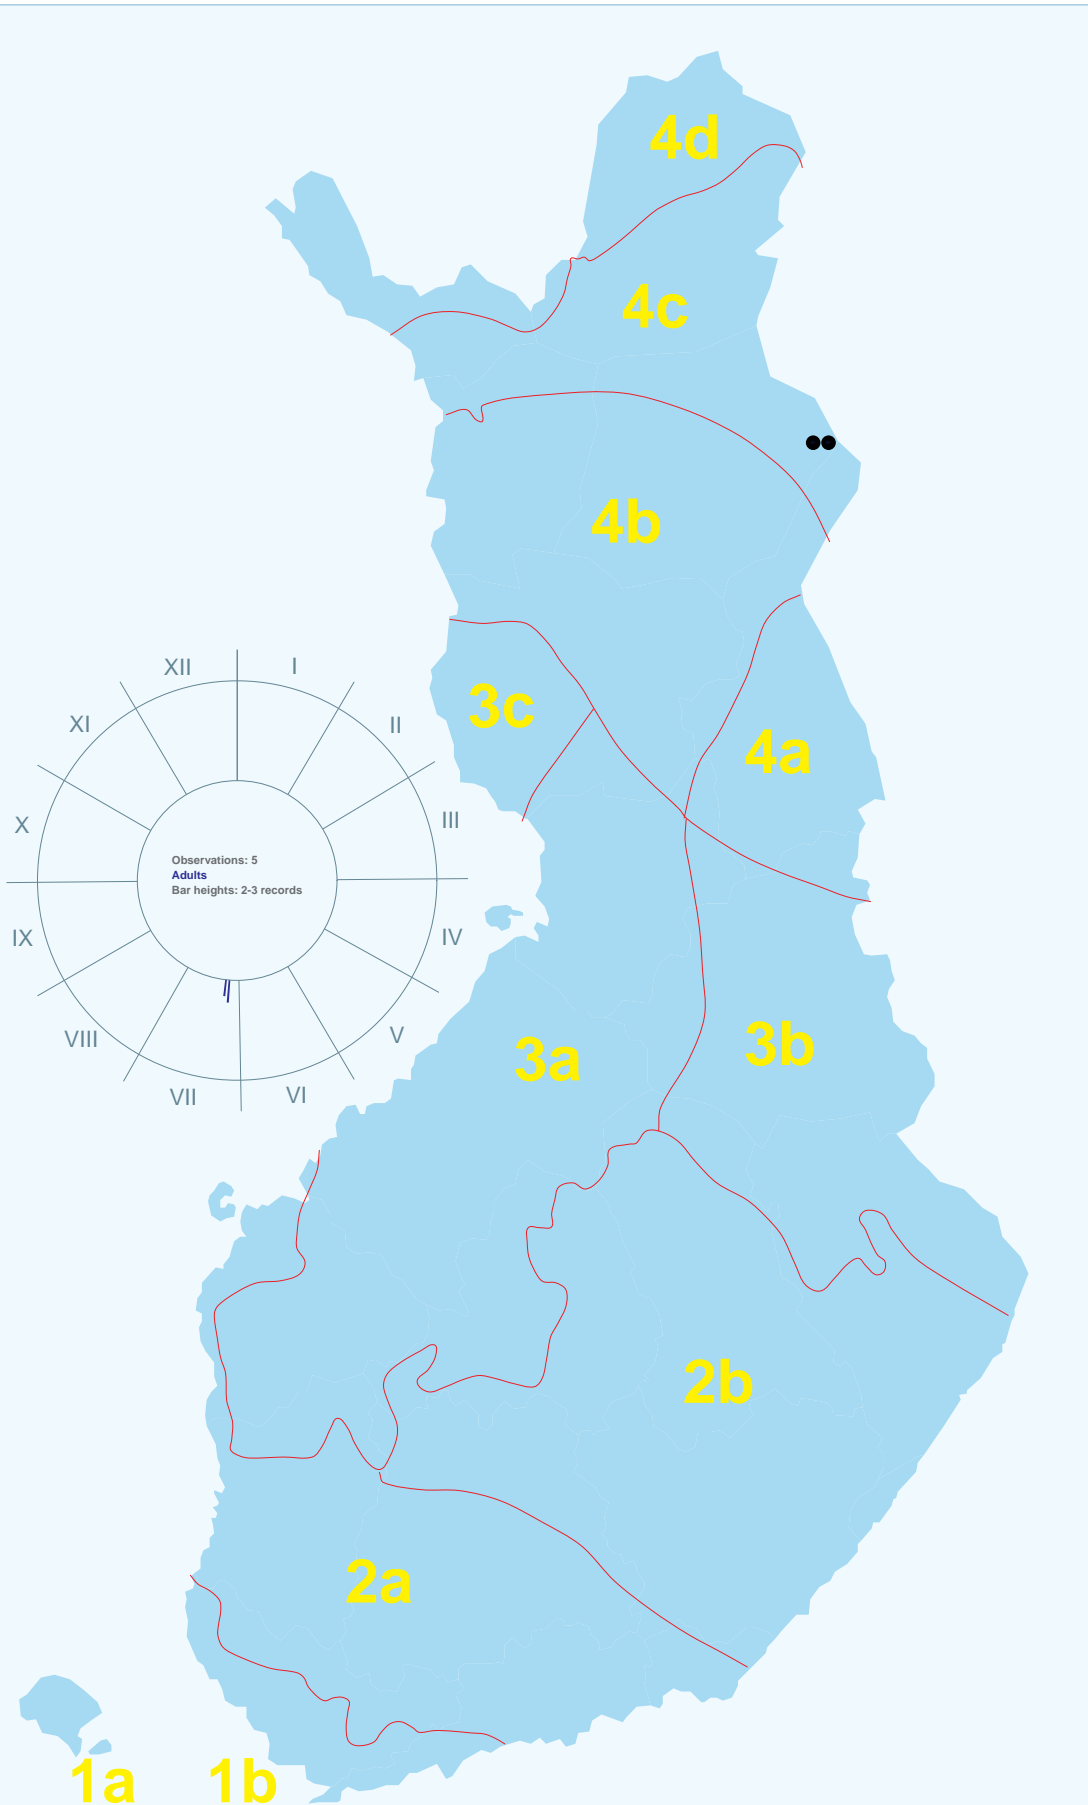 4d
4c
4b
XII
I
XI
II
3c
4a
X
III
Observations: 5
Adults
Bar heights: 2-3 records
IX
IV
VIII
V
VII
VI
3a
3b
2b
2a
1a
1b